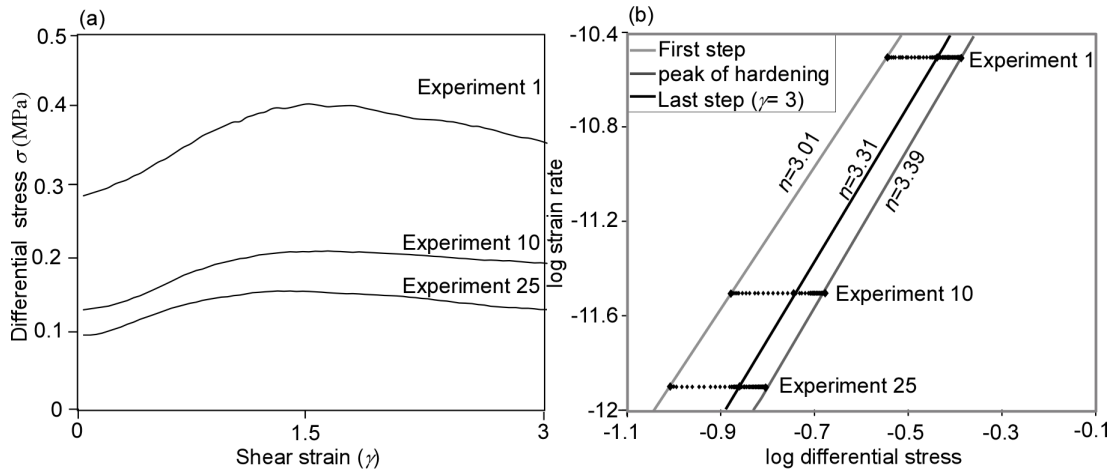 (a)
0.5
0.4
0.3
0.2
0.1
0
Differential stress σ (MPa)
Experiment 1
Experiment 10
Experiment 25
0
1.5
3
Shear strain (γ)
(b)
-10.4
-10.8
-11.2
-11.6
-12
log strain rate
First step
peak of hardening
Last step (γ= 3)
n=3.01
n=3.31
n=3.39
Experiment 1
Experiment 10
Experiment 25
-1.1
-0.9
-0.7
-0.5
-0.3
-0.1
log differential stress